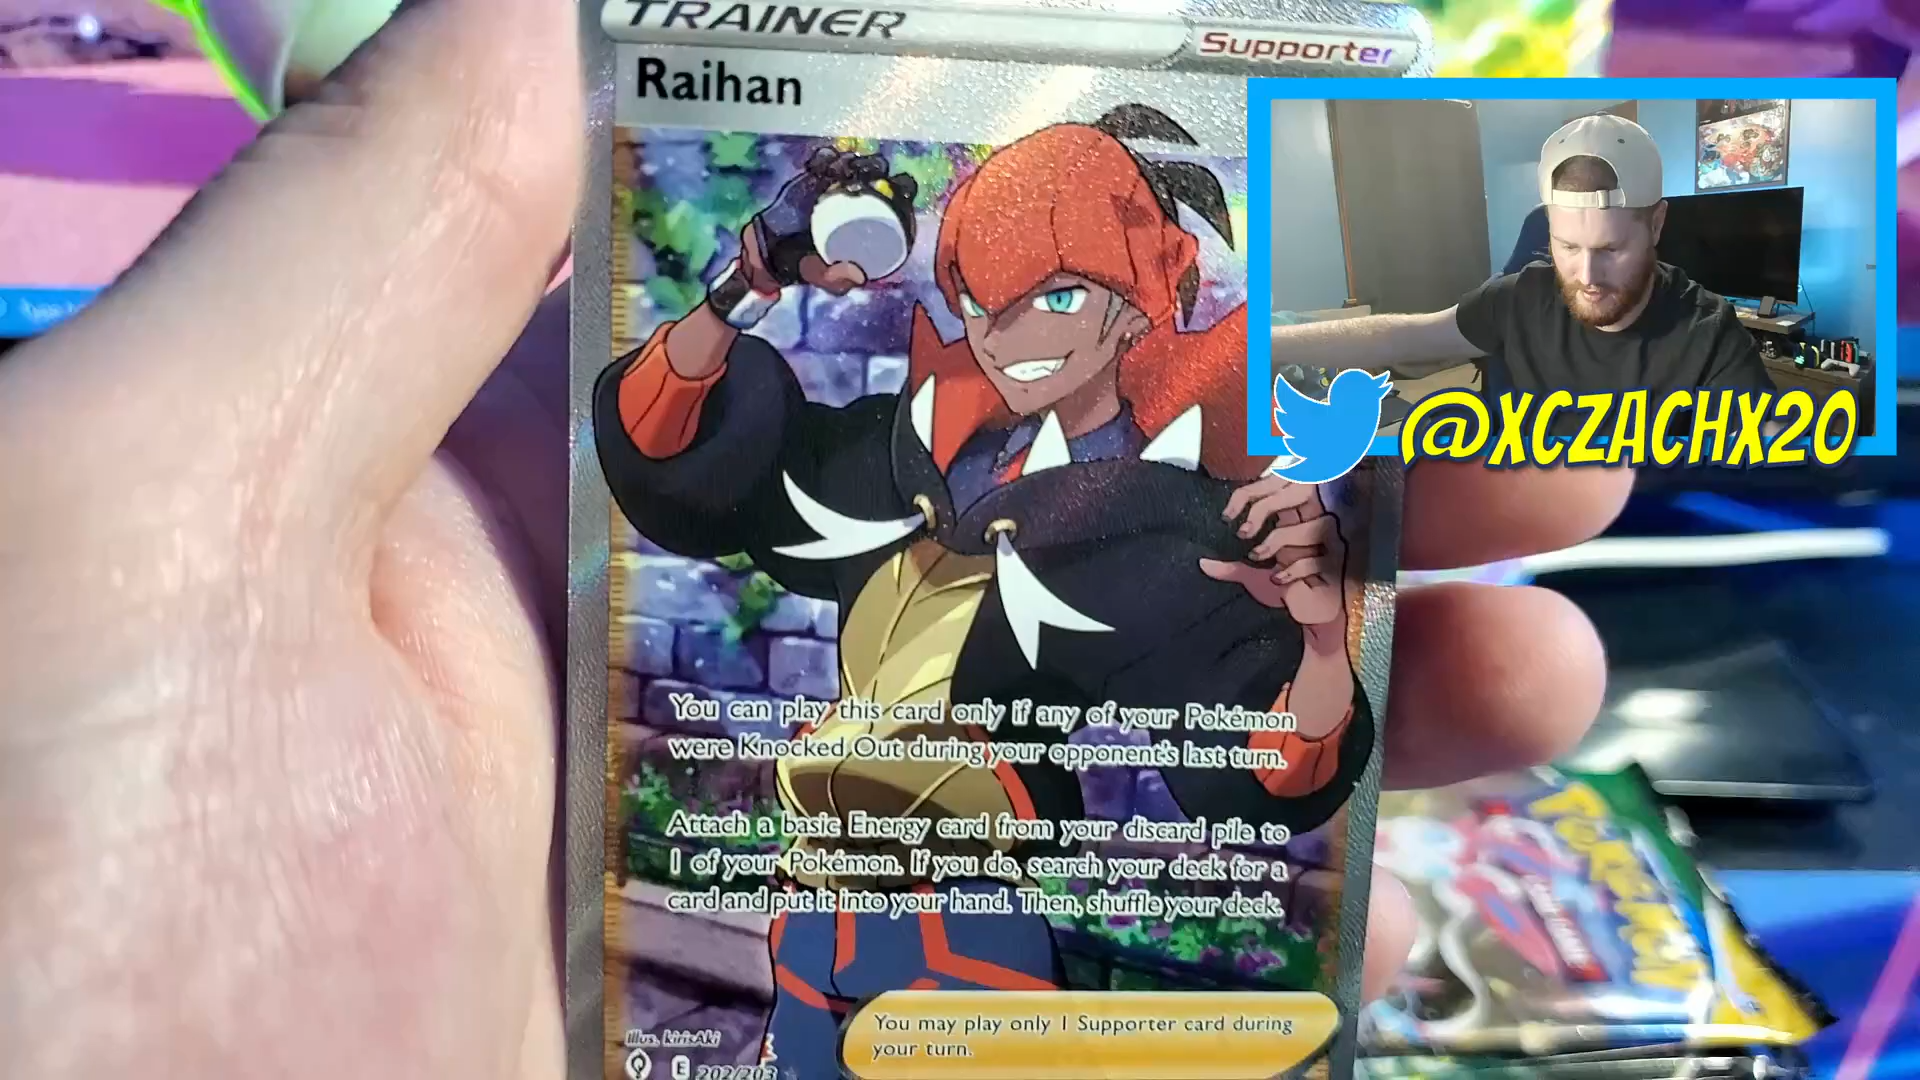 TRAINER
Supporter
Raihan
@XCZACHX20
You can play this card only if any of your Pokémon
were Knocked Out during your opponent's last turn.
Attach a basic Energy card from your discard pile to
1 of your Pokémon. If you do, search your deck for a
card and put it into your hand. Then, shuffle your deck.
POKéMON
You may play only 1 Supporter card during
your turn.
Illus. kirisAki
E 202/203